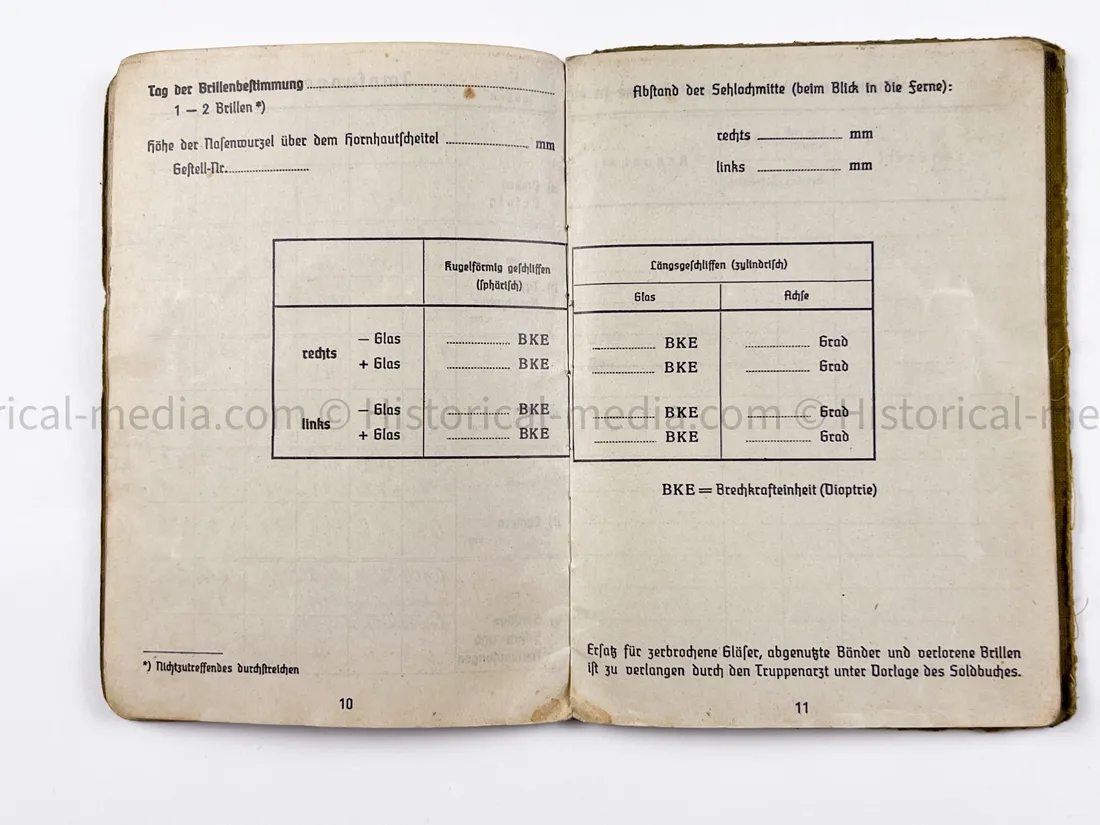 Tag der Brillenbestimmung
1 — 2 Brillen *)
Höhe der Nasenwurzel über dem Hornhautscheitel mm
Gestell-Nr.
Kugelförmig geschliffen
(sphärisch)
rechts
— Glas BKE
+ Glas BKE
links
— Glas BKE
+ Glas BKE
*) Nichtzutreffendes durchstreichen
10
Abstand der Sehlochmitte (beim Blick in die Ferne):
rechts mm
links mm
Längsgeschliffen (zylindrisch)
Glas Achse
BKE Grad
BKE Grad
BKE Grad
BKE Grad
BKE = Brechkrafteinheit (Dioptrie)
Ersatz für zerbrochene Gläser, abgenutzte Bänder und verlorene Brillen
ist zu verlangen durch den Truppenarzt unter Vorlage des Soldbuches.
11
rical-media.com © Historical-media.com © Historical-me